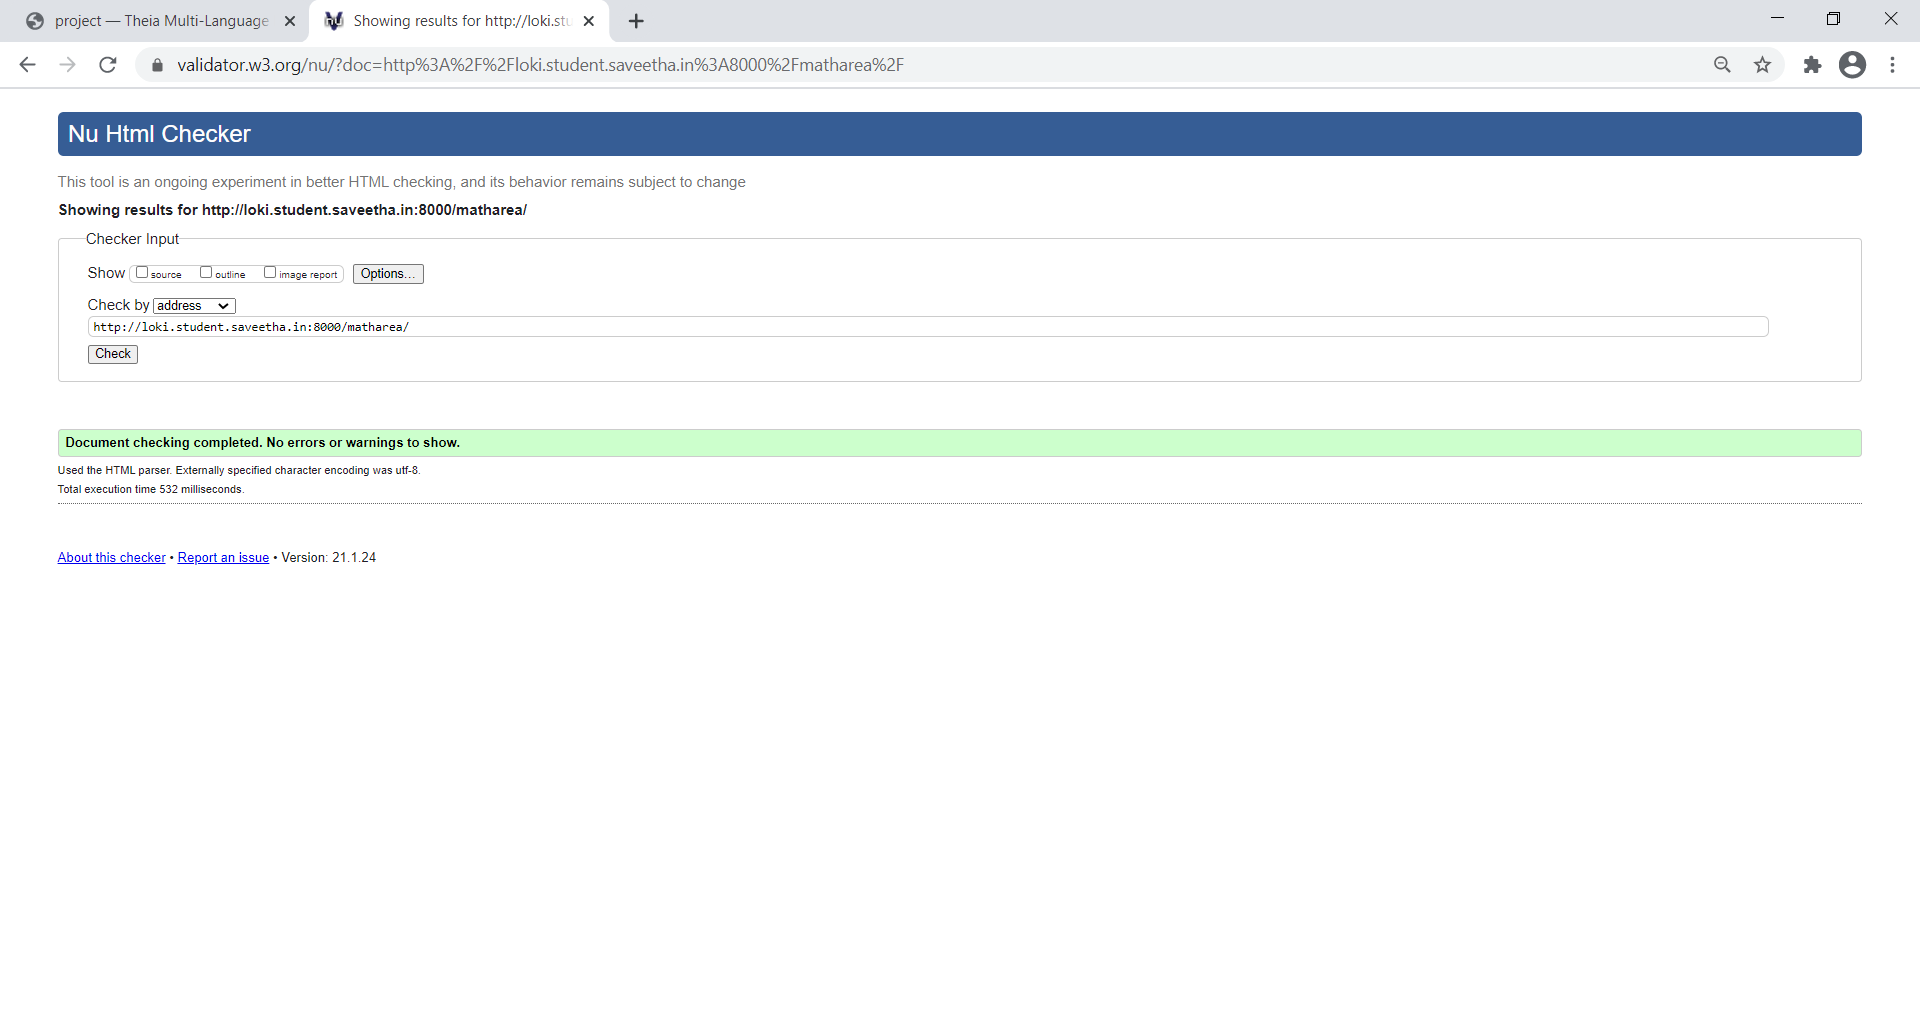 project — Theia Multi-Language
Showing results for http://loki.stu
validator.w3.org/nu/?doc=http%3A%2F%2Floki.student.saveetha.in%3A8000%2Fmatharea%2F
Nu Html Checker
This tool is an ongoing experiment in better HTML checking, and its behavior remains subject to change
Showing results for http://loki.student.saveetha.in:8000/matharea/
Checker Input
Show source outline image report Options...
Check by address
http://loki.student.saveetha.in:8000/matharea/
Check
Document checking completed. No errors or warnings to show.
Used the HTML parser. Externally specified character encoding was utf-8.
Total execution time 532 milliseconds.
About this checker • Report an issue • Version: 21.1.24